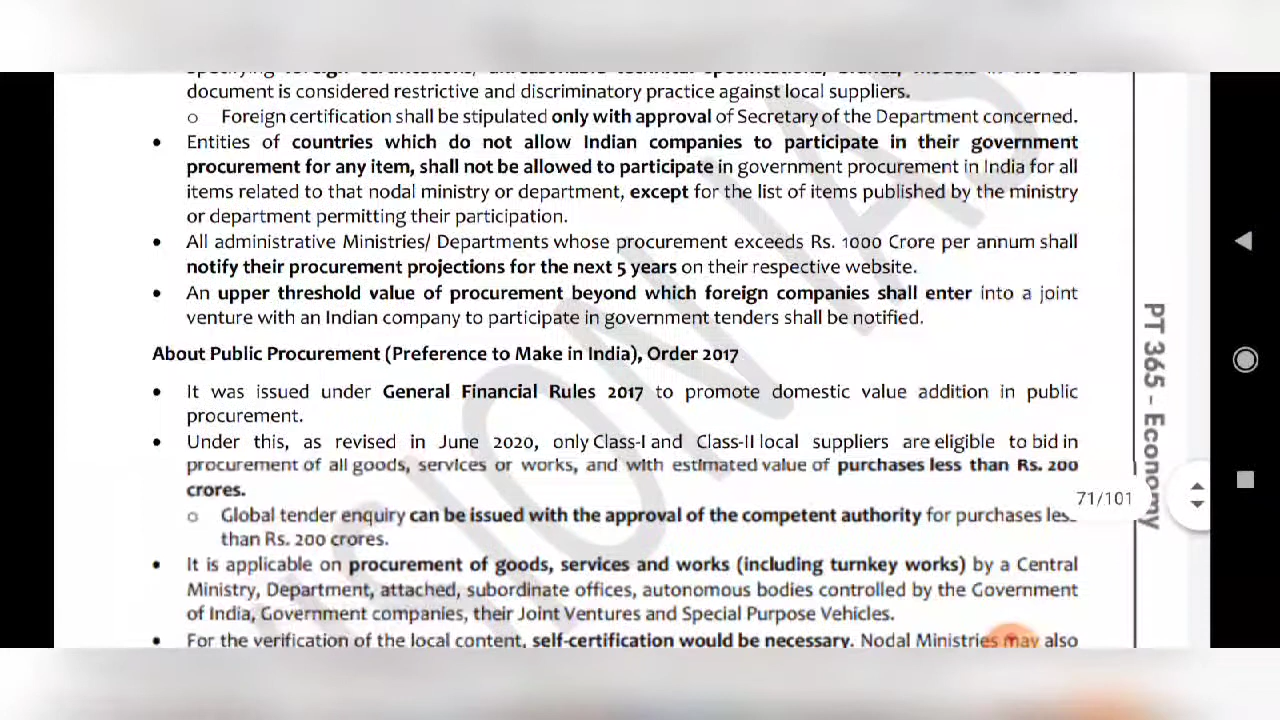 document is considered restrictive and discriminatory practice against local suppliers.
o Foreign certification shall be stipulated only with approval of Secretary of the Department concerned.
• Entities of countries which do not allow Indian companies to participate in their government
procurement for any item, shall not be allowed to participate in government procurement in India for all
items related to that nodal ministry or department, except for the list of items published by the ministry
or department permitting their participation.
• All administrative Ministries/ Departments whose procurement exceeds Rs. 1000 Crore per annum shall
notify their procurement projections for the next 5 years on their respective website.
• An upper threshold value of procurement beyond which foreign companies shall enter into a joint
venture with an Indian company to participate in government tenders shall be notified.
About Public Procurement (Preference to Make in India), Order 2017
• It was issued under General Financial Rules 2017 to promote domestic value addition in public
procurement.
• Under this, as revised in June 2020, only Class-I and Class-II local suppliers are eligible to bid in
procurement of all goods, services or works, and with estimated value of purchases less than Rs. 200
crores.
o Global tender enquiry can be issued with the approval of the competent authority for purchases les
than Rs. 200 crores.
• It is applicable on procurement of goods, services and works (including turnkey works) by a Central
Ministry, Department, attached, subordinate offices, autonomous bodies controlled by the Government
of India, Government companies, their Joint Ventures and Special Purpose Vehicles.
• For the verification of the local content, self-certification would be necessary. Nodal Ministries may also
PT 365 - Economy
71/101